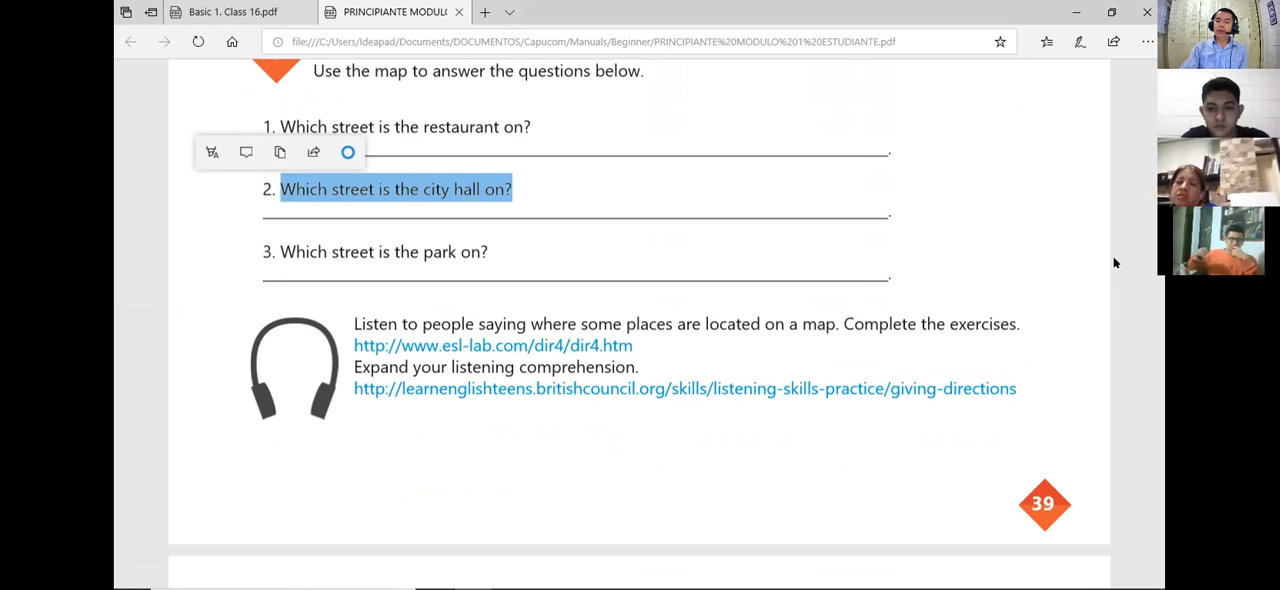 Basic 1. Class 16.pdf
PRINCIPIANTE MODULO
file:///C:/Users/Ideapad/Documents/DOCUMENTOS/Capucom/Manuals/Beginner/PRINCIPIANTE%20MODULO%201%20ESTUDIANTE.pdf
Use the map to answer the questions below.
1. Which street is the restaurant on?
2. Which street is the city hall on?
3. Which street is the park on?
Listen to people saying where some places are located on a map. Complete the exercises.
http://www.esl-lab.com/dir4/dir4.htm
Expand your listening comprehension.
http://learnenglishteens.britishcouncil.org/skills/listening-skills-practice/giving-directions
39